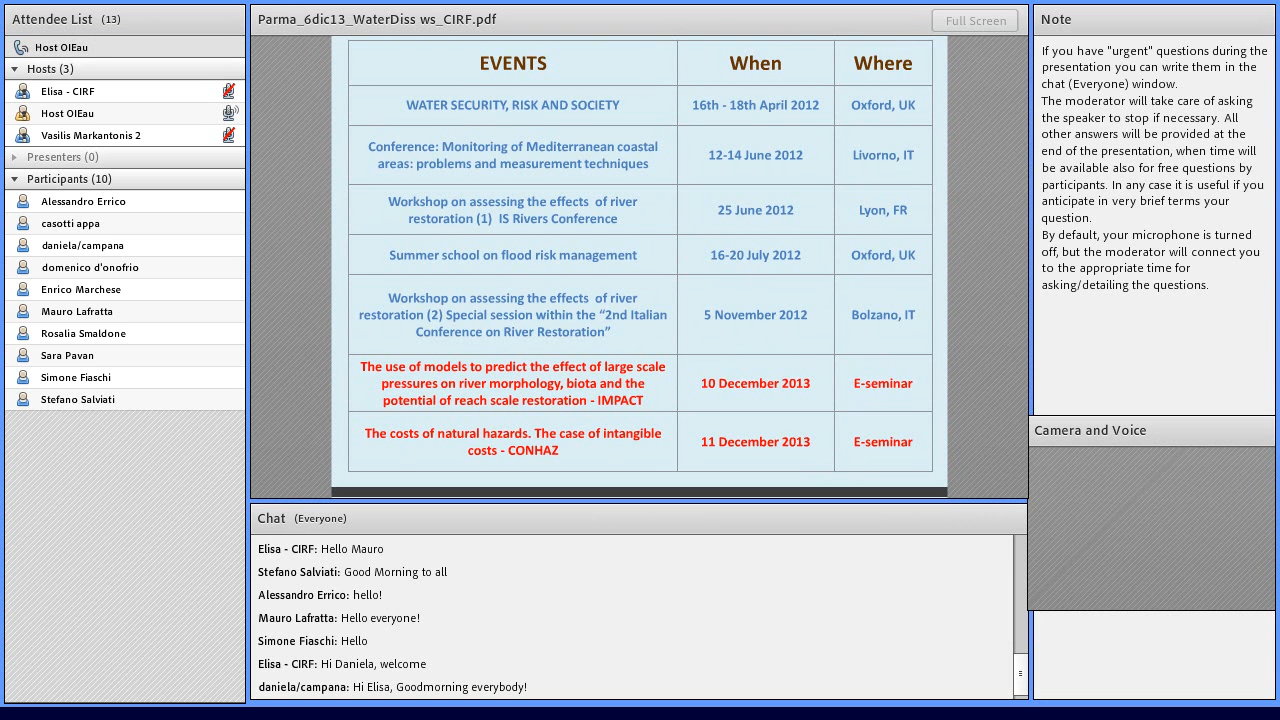 Attendee List (13)
Host OIEau
Hosts (3)
Elisa - CIRF
Host OIEau
Vasilis Markantonis 2
Presenters (0)
Participants (10)
Alessandro Errico
casotti appa
daniela/campana
domenico d'onofrio
Enrico Marchese
Mauro Lafratta
Rosalia Smaldone
Sara Pavan
Simone Fiaschi
Stefano Salviati
Parma_6dic13_WaterDiss ws_CIRF.pdf
Full Screen
EVENTS When Where
WATER SECURITY, RISK AND SOCIETY 16th - 18th April 2012 Oxford, UK
Conference: Monitoring of Mediterranean coastal
areas: problems and measurement techniques
12-14 June 2012 Livorno, IT
Workshop on assessing the effects of river
restoration (1) IS Rivers Conference
25 June 2012 Lyon, FR
Summer school on flood risk management 16-20 July 2012 Oxford, UK
Workshop on assessing the effects of river
restoration (2) Special session within the “2nd Italian
Conference on River Restoration”
5 November 2012 Bolzano, IT
The use of models to predict the effect of large scale
pressures on river morphology, biota and the
potential of reach scale restoration - IMPACT
10 December 2013 E-seminar
The costs of natural hazards. The case of intangible
costs - CONHAZ
11 December 2013 E-seminar
Chat (Everyone)
Elisa - CIRF: Hello Mauro
Stefano Salviati: Good Morning to all
Alessandro Errico: hello!
Mauro Lafratta: Hello everyone!
Simone Fiaschi: Hello
Elisa - CIRF: Hi Daniela, welcome
daniela/campana: Hi Elisa, Goodmorning everybody!
Note
If you have "urgent" questions during the
presentation you can write them in the
chat (Everyone) window.
The moderator will take care of asking
the speaker to stop if necessary. All
other answers will be provided at the
end of the presentation, when time will
be available also for free questions by
participants. In any case it is useful if you
anticipate in very brief terms your
question.
By default, your microphone is turned
off, but the moderator will connect you
to the appropriate time for
asking/detailing the questions.
Camera and Voice